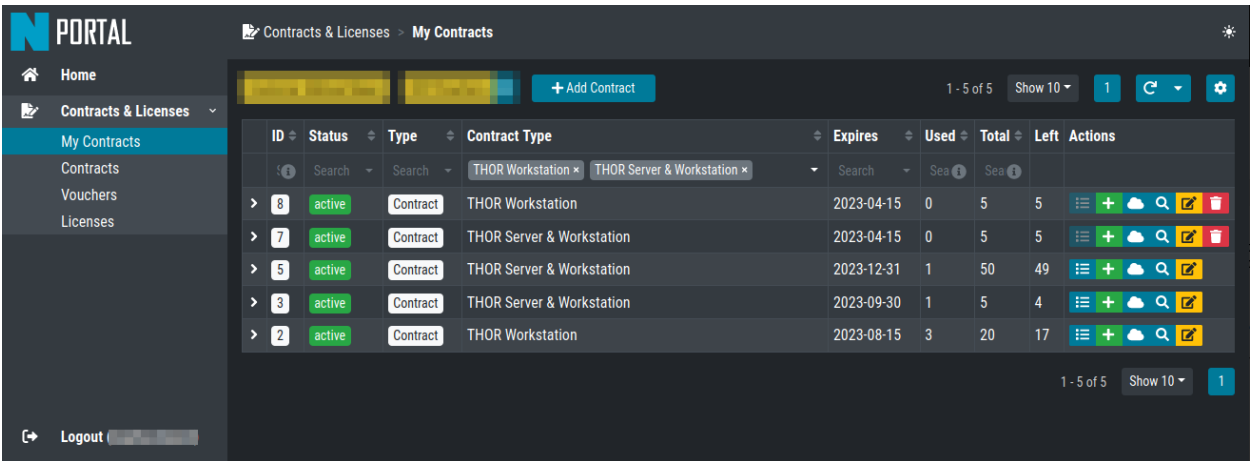 N PORTAL
Contracts & Licenses > My Contracts
Home
Contracts & Licenses
My Contracts
Contracts
Vouchers
Licenses
Logout (
+ Add Contract
1 - 5 of 5 Show 10 1
ID Status Type Contract Type Expires Used Total Left Actions
S Search Search THOR Workstation × THOR Server & Workstation × Search Sea Sea
8 active Contract THOR Workstation 2023-04-15 0 5 5
7 active Contract THOR Server & Workstation 2023-04-15 0 5 5
5 active Contract THOR Server & Workstation 2023-12-31 1 50 49
3 active Contract THOR Server & Workstation 2023-09-30 1 5 4
2 active Contract THOR Workstation 2023-08-15 3 20 17
1 - 5 of 5 Show 10 1